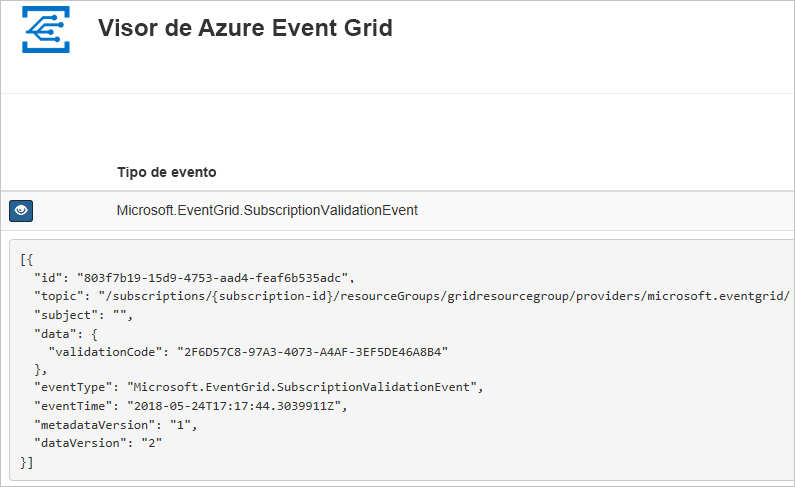 Visor de Azure Event Grid
Tipo de evento
Microsoft.EventGrid.SubscriptionValidationEvent
[{
  "id": "803f7b19-15d9-4753-aad4-feaf6b535adc",
  "topic": "/subscriptions/{subscription-id}/resourceGroups/gridresourcegroup/providers/microsoft.eventgrid/
  "subject": "",
  "data": {
    "validationCode": "2F6D57C8-97A3-4073-A4AF-3EF5DE46A8B4"
  },
  "eventType": "Microsoft.EventGrid.SubscriptionValidationEvent",
  "eventTime": "2018-05-24T17:17:44.3039911Z",
  "metadataVersion": "1",
  "dataVersion": "2"
}]